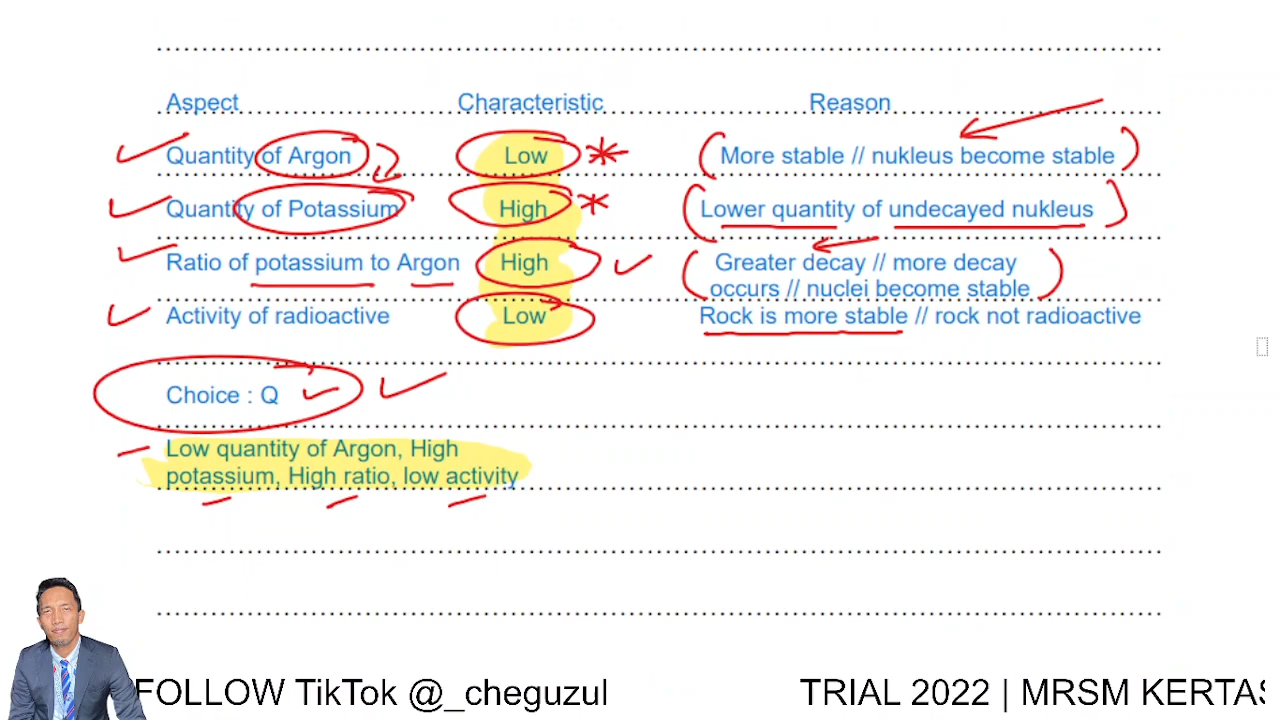 Aspect Characteristic Reason
Quantity of Argon Low More stable // nukleus become stable
Quantity of Potassium High Lower quantity of undecayed nukleus
Ratio of potassium to Argon High Greater decay // more decay
occurs // nuclei become stable
Activity of radioactive Low Rock is more stable // rock not radioactive
Choice : Q
Low quantity of Argon, High
potassium, High ratio, low activity
FOLLOW TikTok @_cheguzul TRIAL 2022 | MRSM KERTAS